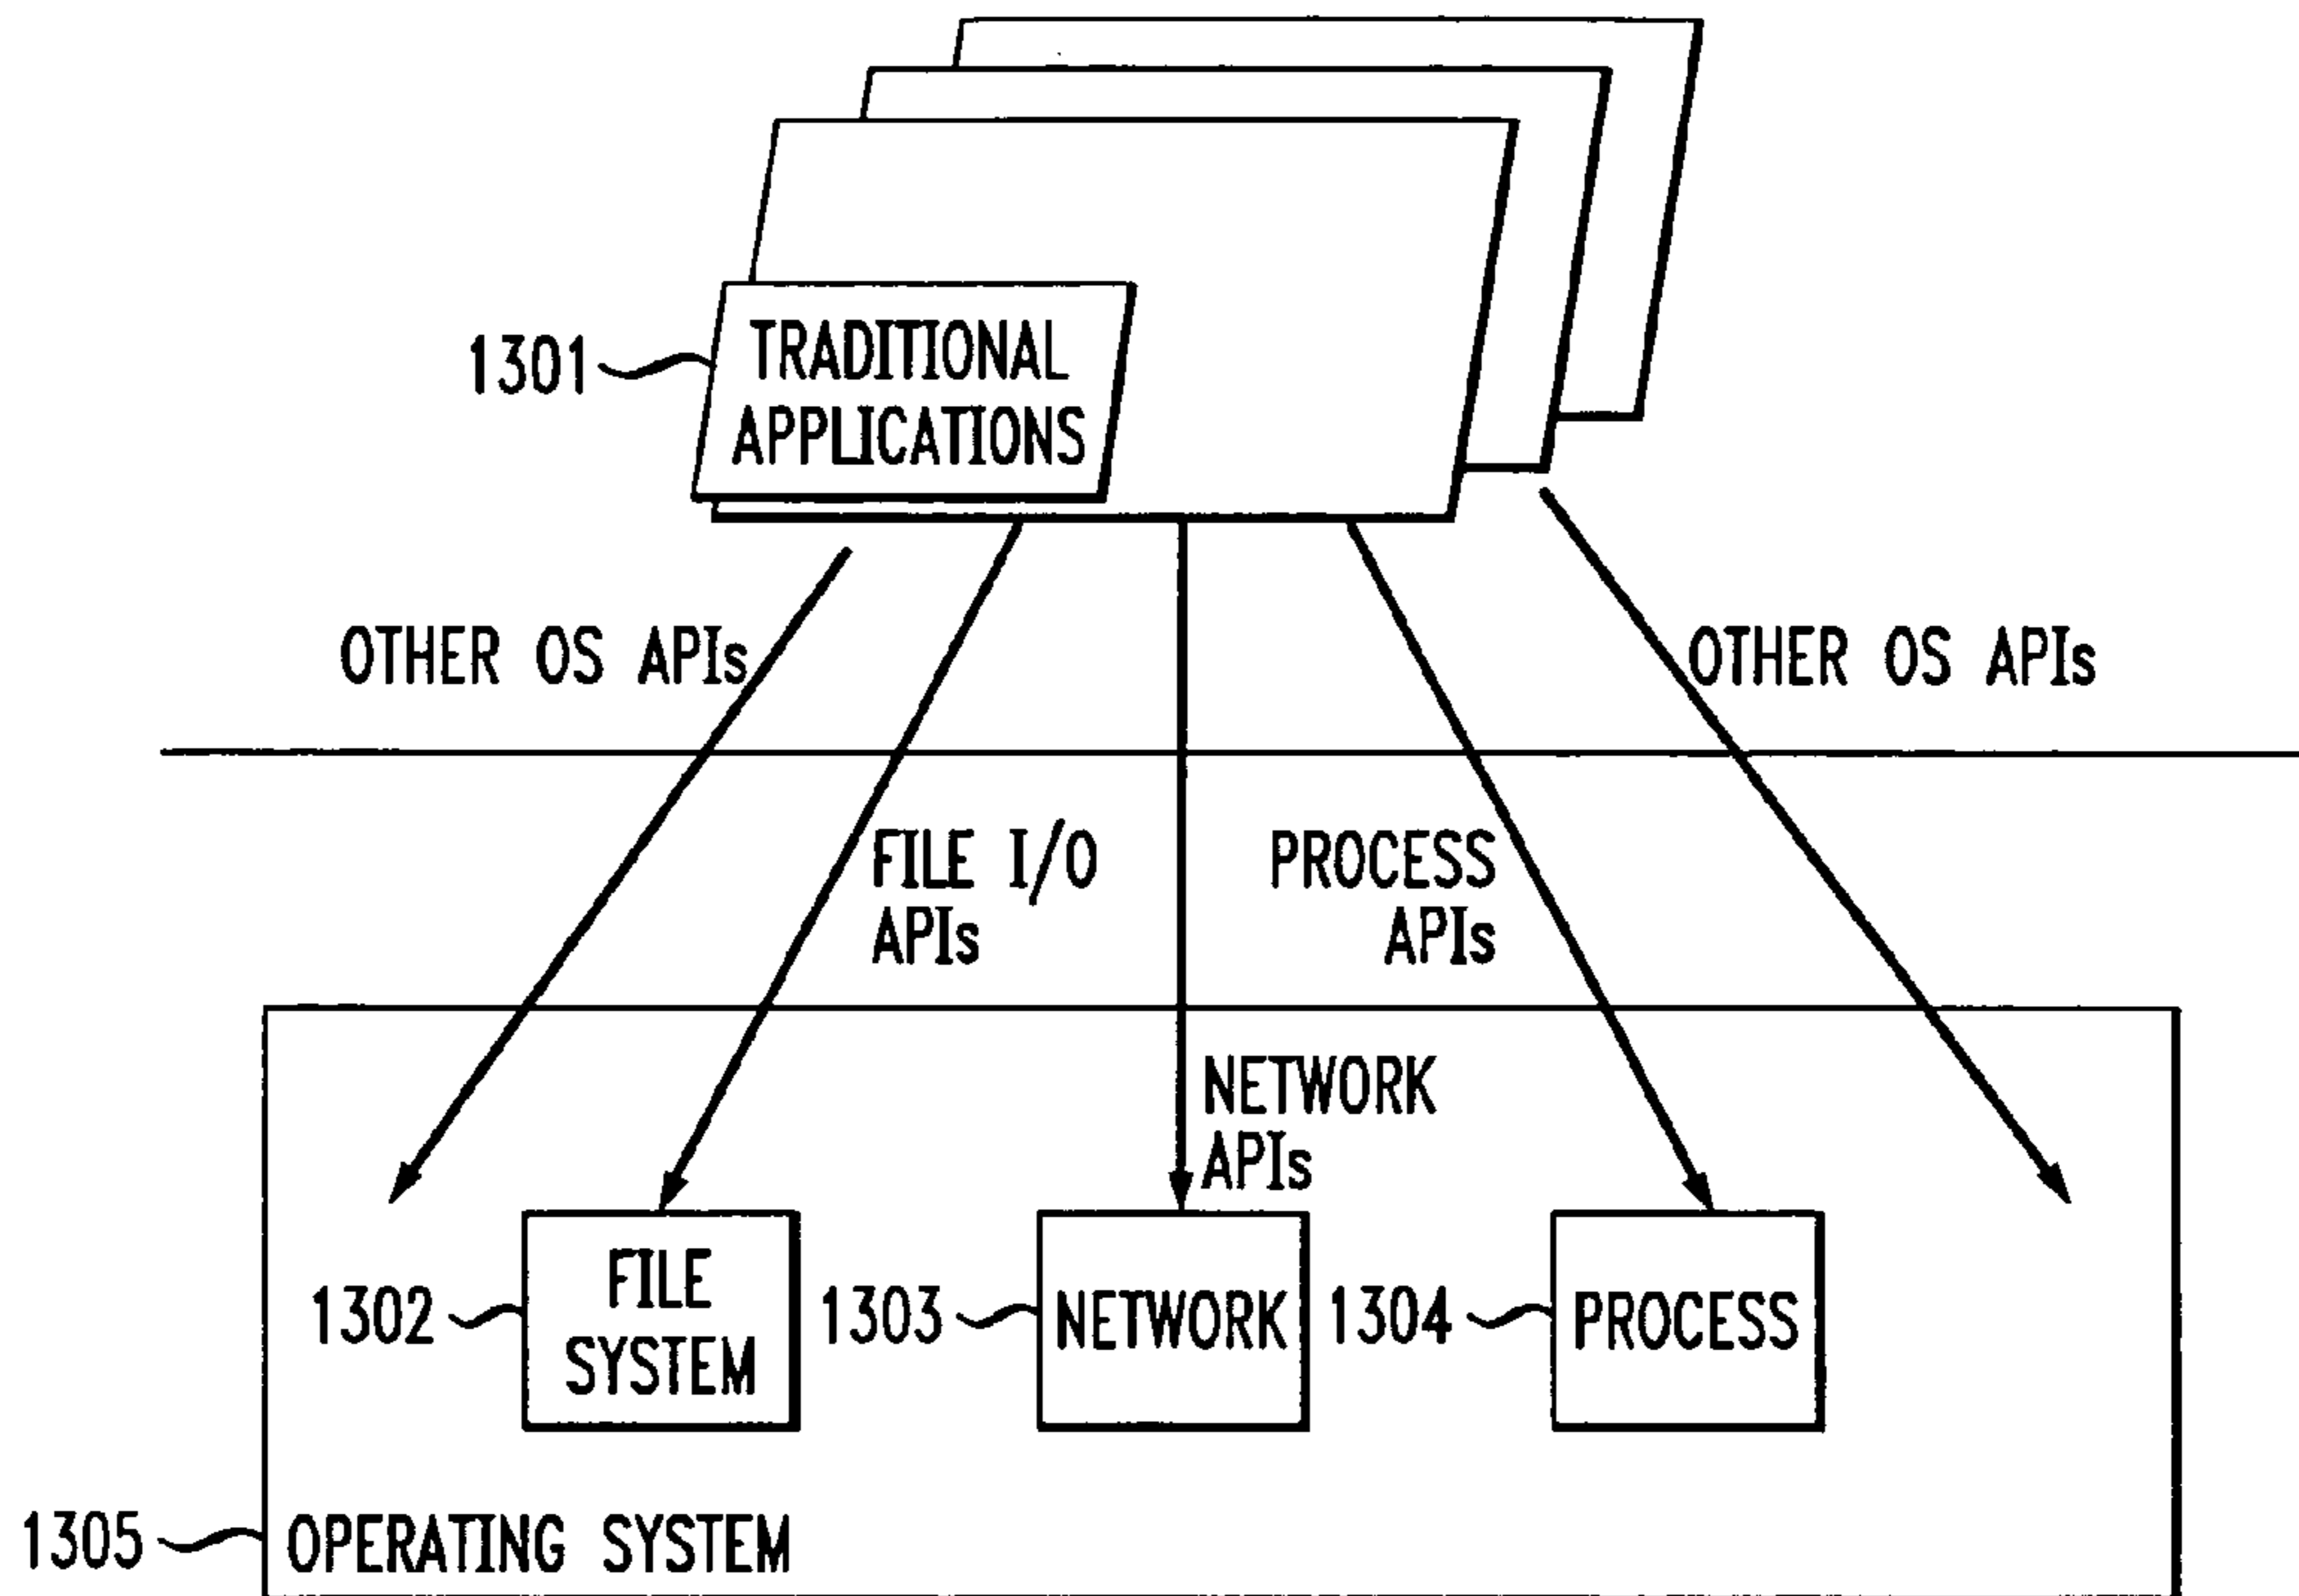 1301
TRADITIONAL
APPLICATIONS
OTHER OS APIs
OTHER OS APIs
FILE I/O
APIs
PROCESS
APIs
NETWORK
APIs
1302
FILE
SYSTEM
1303
NETWORK
1304
PROCESS
1305
OPERATING SYSTEM